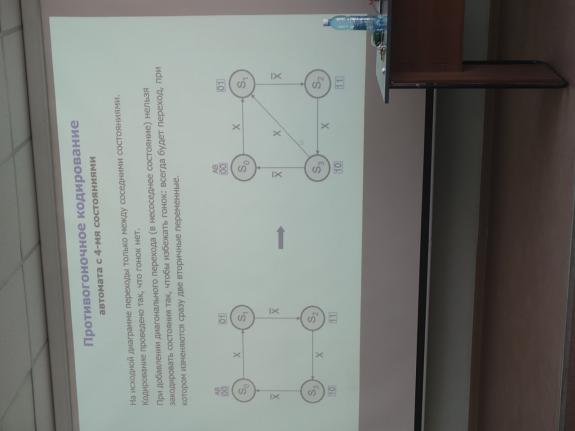 Противогоночное кодирование
автомата с 4-мя состояниями
На исходной диаграмме переходы только между соседними состояниями.
Кодирование проведено так, что гонок нет.
При добавлении диагонального перехода (в несоседнее состояние) нельзя
закодировать состояния так, чтобы избежать гонок: всегда будет переход, при
котором изменяются сразу две вторичные переменные.
AB
00 01
S0 X S1
X̅ X̅
S3 X S2
10 11
AB
00 01
S0 X S1
X̅ X X̅
S3 X S2
10 11